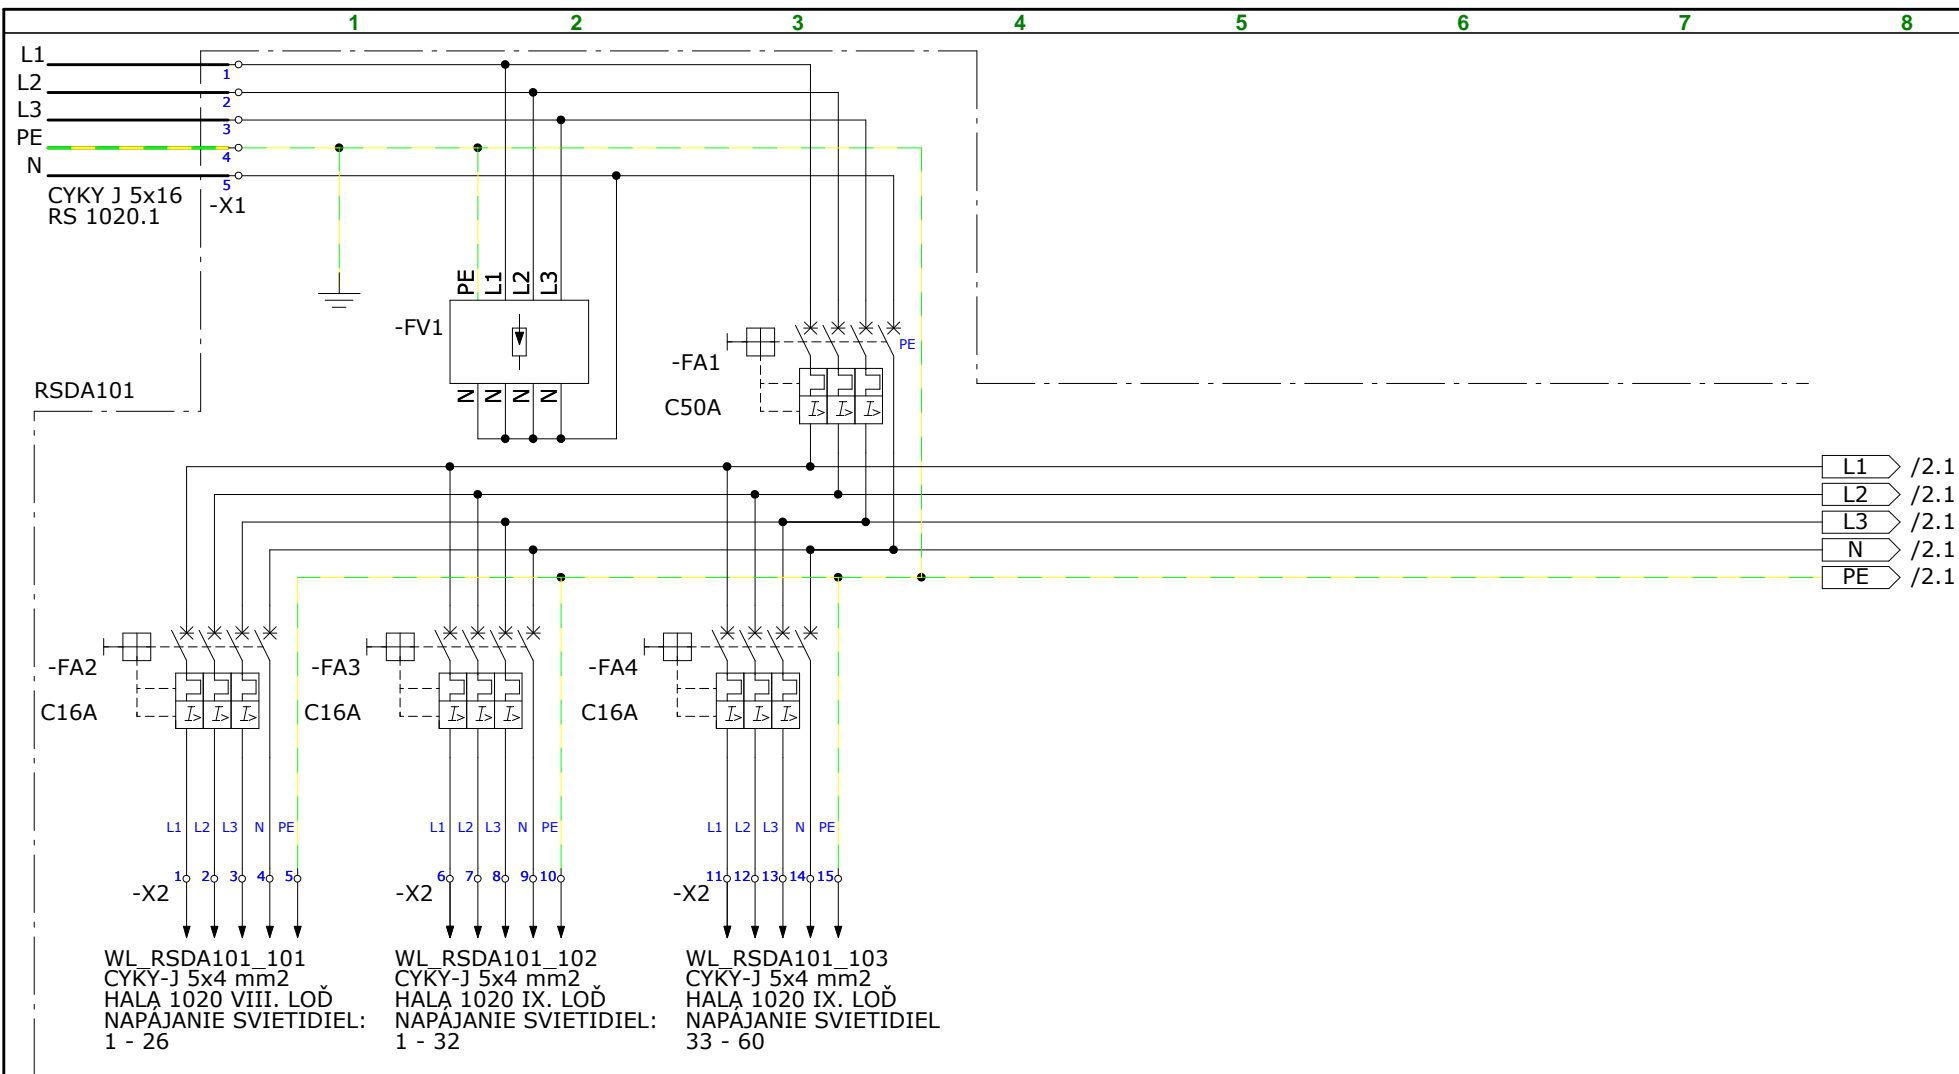 1 2 3 4 5 6 7 8
L1
1
L2
2
L3
3
PE
4
N
5
CYKY J 5x16
RS 1020.1
-X1
PE L1 L2 L3
-FV1
N N N N
PE
-FA1
C50A
I> I> I>
RSDA101
L1 /2.1
L2 /2.1
L3 /2.1
N /2.1
PE /2.1
-FA2
C16A
I> I> I>
-FA3
C16A
I> I> I>
-FA4
C16A
I> I> I>
L1 L2 L3 N PE
L1 L2 L3 N PE
L1 L2 L3 N PE
1 2 3 4 5
-X2
6 7 8 9 10
-X2
11 12 13 14 15
-X2
WL_RSDA101_101
CYKY-J 5x4 mm2
HALA 1020 VIII. LOĎ
NAPÁJANIE SVIETIDIEL:
1 - 26
WL_RSDA101_102
CYKY-J 5x4 mm2
HALA 1020 IX. LOĎ
NAPÁJANIE SVIETIDIEL:
1 - 32
WL_RSDA101_103
CYKY-J 5x4 mm2
HALA 1020 IX. LOĎ
NAPÁJANIE SVIETIDIEL
33 - 60